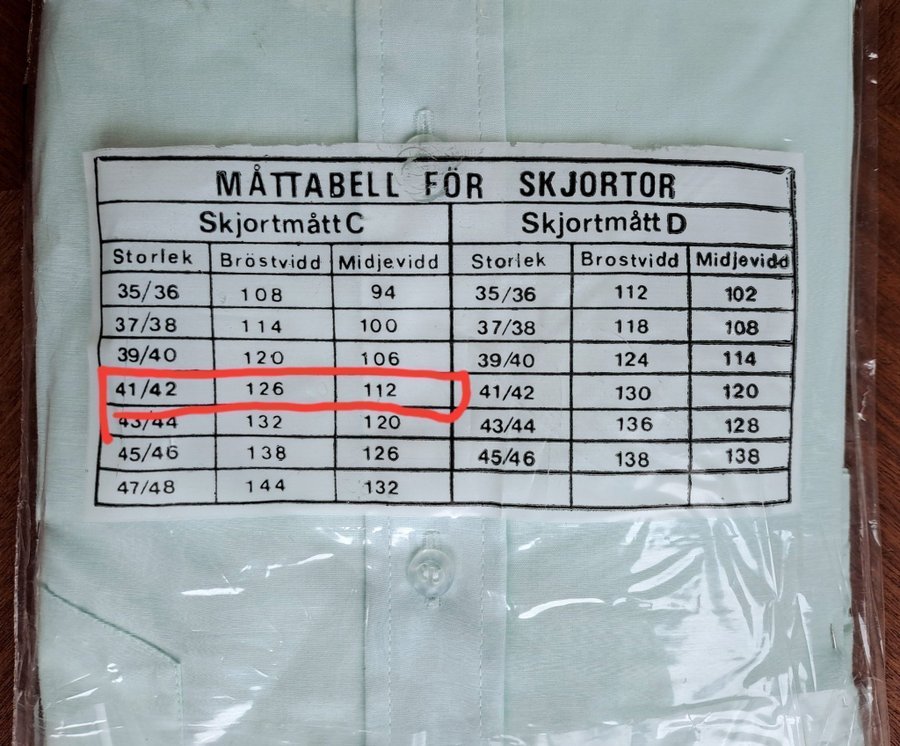 MÅTTABELL FÖR SKJORTOR
Skjortmått C Skjortmått D
Storlek Bröstvidd Midjevidd Storlek Brostvidd Midjevidd
35/36 108 94 35/36 112 102
37/38 114 100 37/38 118 108
39/40 120 106 39/40 124 114
41/42 126 112 41/42 130 120
43/44 132 120 43/44 136 128
45/46 138 126 45/46 138 138
47/48 144 132